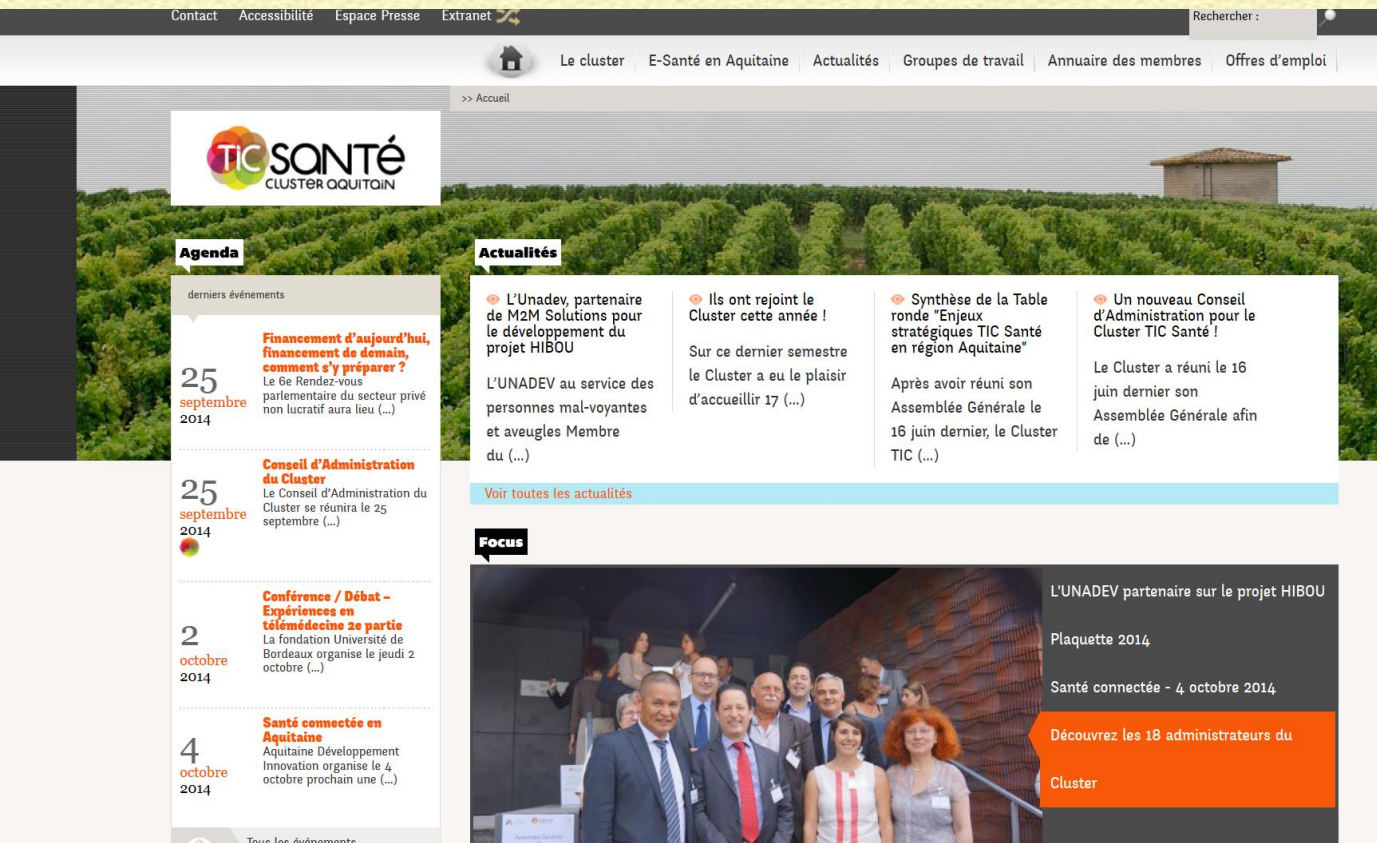 Contact Accessibilité Espace Presse Extranet
Rechercher :
Le cluster E-Santé en Aquitaine Actualités Groupes de travail Annuaire des membres Offres d'emploi
>> Accueil
TIC SANTÉ
CLUSTER AQUITAIN
Agenda
derniers événements
25
septembre
2014
Financement d'aujourd'hui,
financement de demain,
comment s'y préparer ?
Le 6e Rendez-vous
parlementaire du secteur privé
non lucratif aura lieu (...)
25
septembre
2014
Conseil d'Administration
du Cluster
Le Conseil d'Administration du
Cluster se réunira le 25
septembre (...)
2
octobre
2014
Conférence / Débat –
Expériences en
télémédecine 2e partie
La fondation Université de
Bordeaux organise le jeudi 2
octobre (...)
4
octobre
2014
Santé connectée en
Aquitaine
Aquitaine Développement
Innovation organise le 4
octobre prochain une (...)
Tous les événements
Actualités
L'Unadev, partenaire
de M2M Solutions pour
le développement du
projet HIBOU
L'UNADEV au service des
personnes mal-voyantes
et aveugles Membre
du (...)
Ils ont rejoint le
Cluster cette année !
Sur ce dernier semestre
le Cluster a eu le plaisir
d'accueillir 17 (...)
Synthèse de la Table
ronde "Enjeux
stratégiques TIC Santé
en région Aquitaine"
Après avoir réuni son
Assemblée Générale le
16 juin dernier, le Cluster
TIC (...)
Un nouveau Conseil
d'Administration pour le
Cluster TIC Santé !
Le Cluster a réuni le 16
juin dernier son
Assemblée Générale afin
de (...)
Voir toutes les actualités
Focus
Assemblée Générale
L'UNADEV partenaire sur le projet HIBOU
Plaquette 2014
Santé connectée - 4 octobre 2014
Découvrez les 18 administrateurs du
Cluster